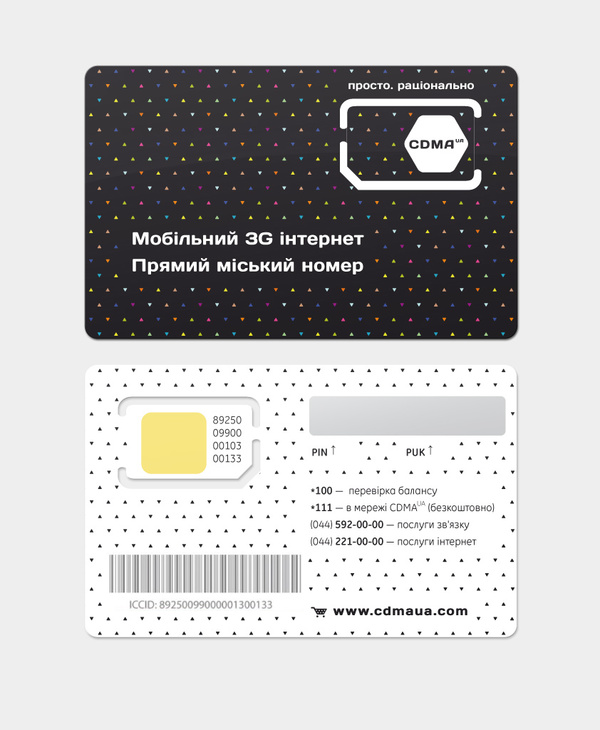 просто. раціонально
CDMA UA
Мобільний 3G інтернет
Прямий міський номер
89250
09900
00103
00133
PIN ↑ PUK ↑
*100 — перевірка балансу
*111 — в мережі CDMA UA (безкоштовно)
(044) 592-00-00 — послуги зв'язку
(044) 221-00-00 — послуги інтернет
ICCID: 89250099000001300133
www.cdmaua.com